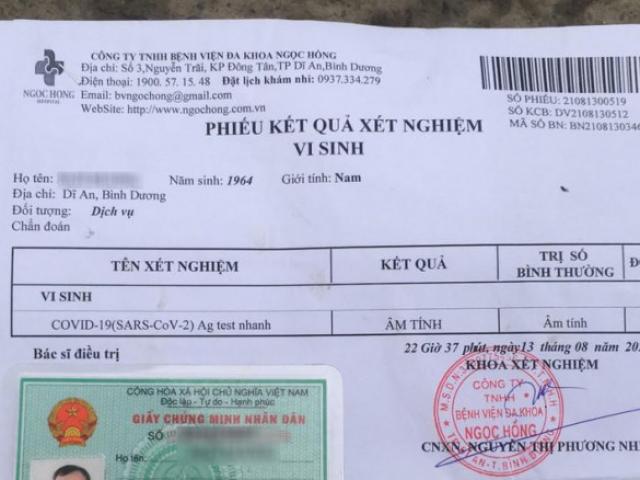 CÔNG TY TNHH BỆNH VIỆN ĐA KHOA NGỌC HỒNG
Địa chỉ: Số 3,Nguyễn Trãi, KP Đông Tân,TP Dĩ An,Bình Dương
Điện thoại: 1900. 57. 15. 48 Đặt lịch khám nhi: 0937.334.279
Email: bvngochong@gmail.com
WebSite: http://www.ngochong.com.vn
NGỌC HỒNG
HOSPITAL
SỐ PHIẾU: 21081300519
SỐ KCB: DV2108130512
MÃ SỐ BN: BN2108130346
PHIẾU KẾT QUẢ XÉT NGHIỆM
VI SINH
Họ tên: Năm sinh: 1964 Giới tính: Nam
Địa chỉ: Dĩ An, Bình Dương
Đối tượng: Dịch vụ
Chẩn đoán
TÊN XÉT NGHIỆM KẾT QUẢ TRỊ SỐ BÌNH THƯỜNG
VI SINH
COVID-19(SARS-CoV-2) Ag test nhanh ÂM TÍNH Âm tính
22 Giờ 37 phút, ngày13 tháng 08 năm
Bác sĩ điều trị KHOA XÉT NGHIỆM
CÔNG TY
TNHH
BỆNH VIỆN ĐA KHOA
NGỌC HỒNG
CNXN. NGUYỄN THỊ PHƯƠNG
CỘNG HÒA XÃ HỘI CHỦ NGHĨA VIỆT NAM
Độc lập - Tự do - Hạnh phúc
GIẤY CHỨNG MINH NHÂN DÂN
SỐ
Họ tên: